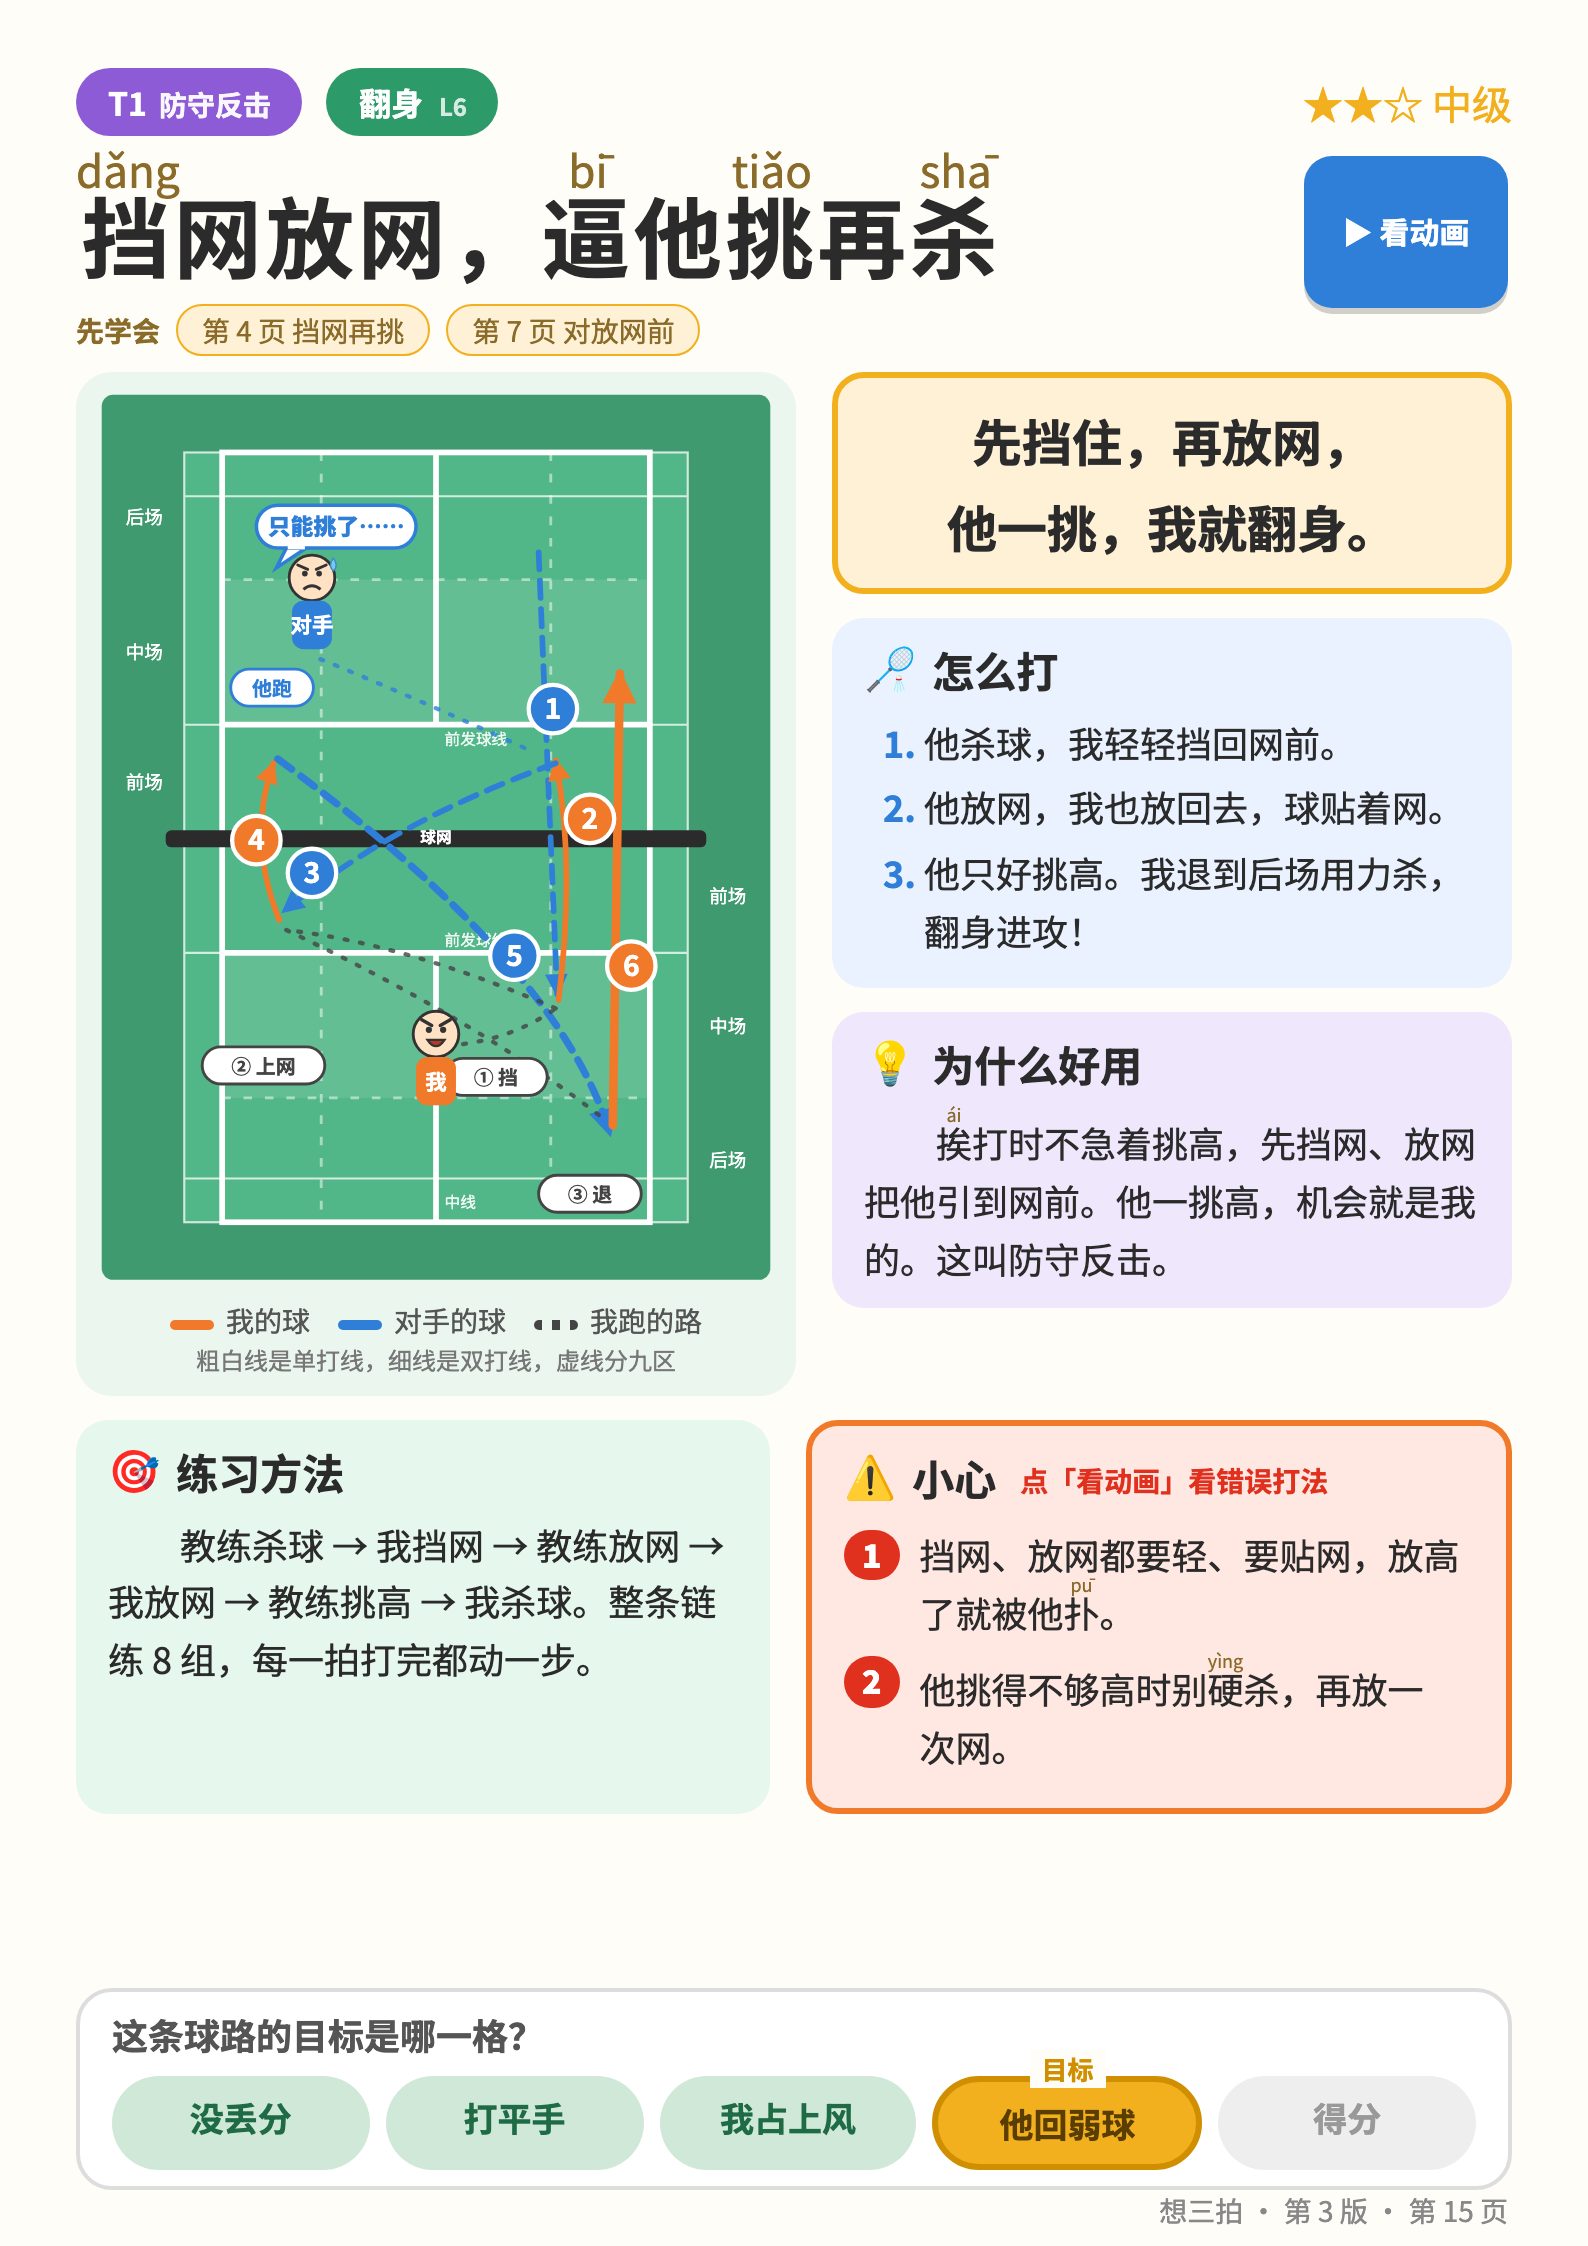 T1 防守反击
翻身 L6
★★☆ 中级
dǎng bī tiǎo shā
挡网放网，逼他挑再杀
▶ 看动画
先学会 第 4 页 挡网再挑 第 7 页 对放网前
后场
只能挑了……
对手
中场
他跑
1
前发球线
前场
2
球网
4
3
前场
前发球线
5
6
中场
② 上网
我
① 挡
后场
③ 退
中线
我的球 对手的球 我跑的路
粗白线是单打线，细线是双打线，虚线分九区
先挡住，再放网，
他一挑，我就翻身。
怎么打
1. 他杀球，我轻轻挡回网前。
2. 他放网，我也放回去，球贴着网。
3. 他只好挑高。我退到后场用力杀，
翻身进攻！
为什么好用
ái
挨打时不急着挑高，先挡网、放网
把他引到网前。他一挑高，机会就是我
的。这叫防守反击。
练习方法
教练杀球 → 我挡网 → 教练放网 →
我放网 → 教练挑高 → 我杀球。整条链
练 8 组，每一拍打完都动一步。
小心 点「看动画」看错误打法
1 挡网、放网都要轻、要贴网，放高
pū
了就被他扑。
yìng
2 他挑得不够高时别硬杀，再放一
次网。
这条球路的目标是哪一格？
目标
没丢分 打平手 我占上风 他回弱球 得分
想三拍 · 第 3 版 · 第 15 页